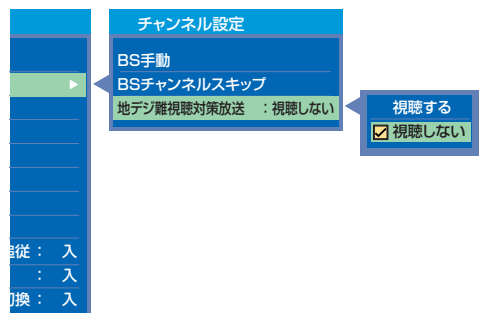 チャンネル設定
BS手動
BSチャンネルスキップ
地デジ難視聴対策放送 ：視聴しない
視聴する
視聴しない
従： 入
： 入
換： 入